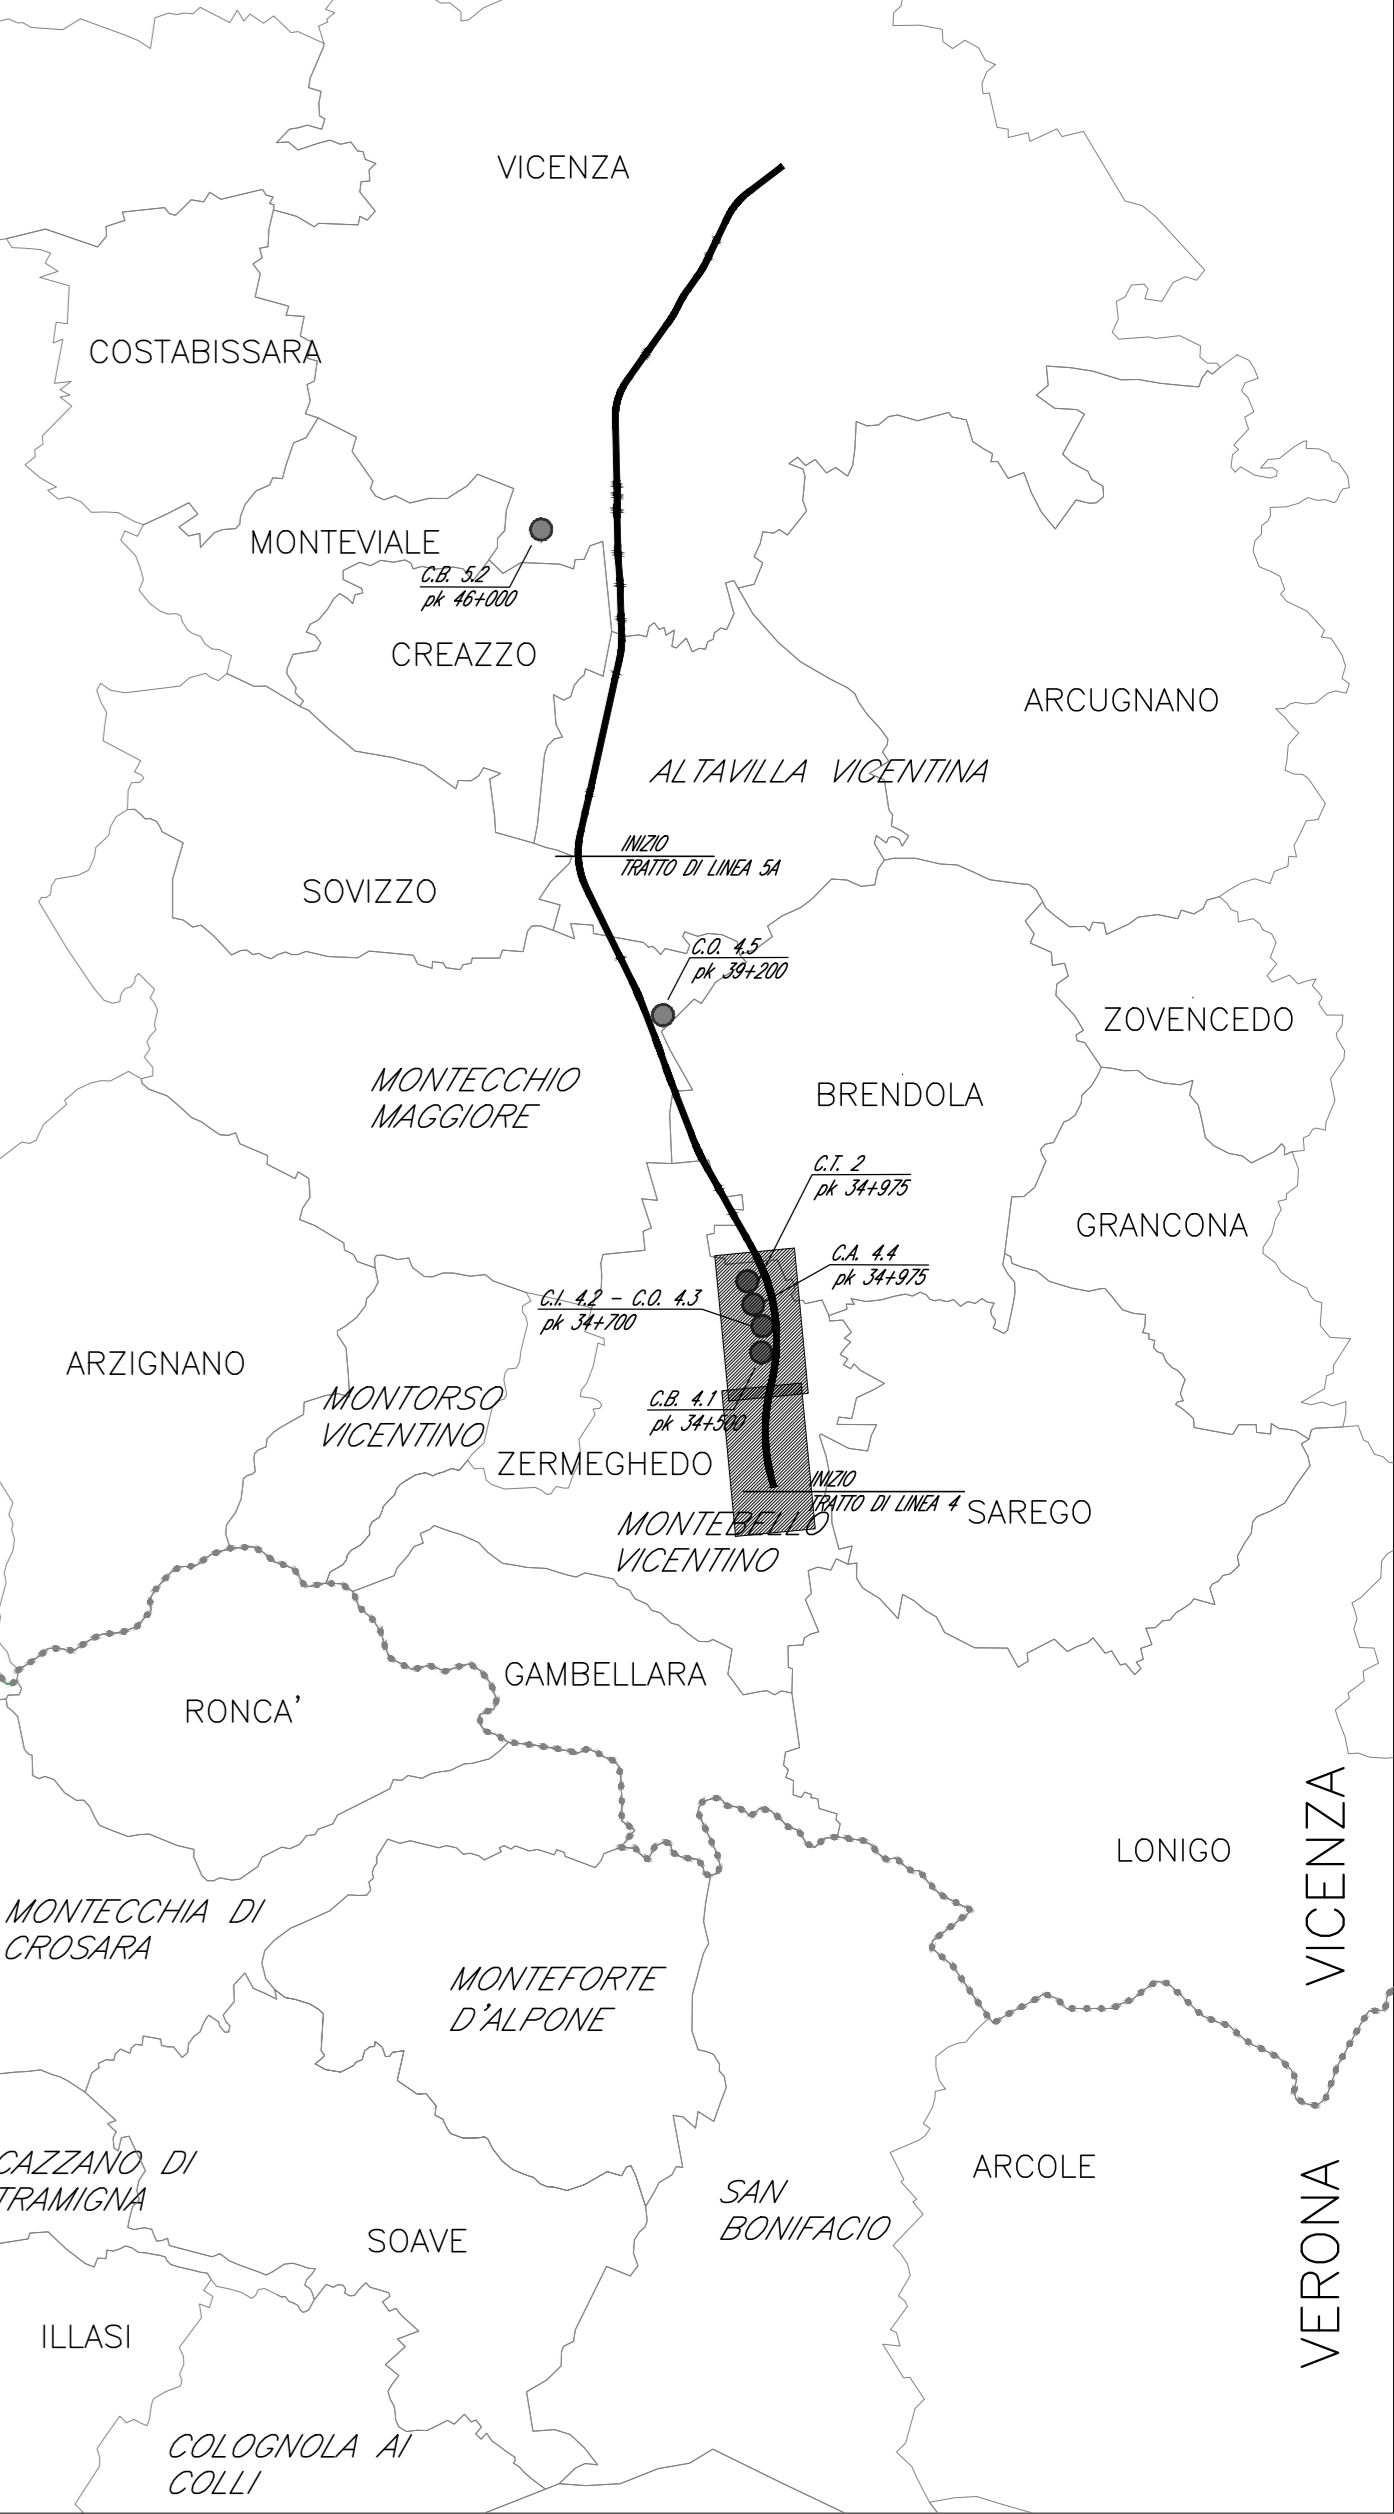 VICENZA
COSTABISSARA
MONTEVIALE
C.B. 5.2
pk 46+000
CREAZZO
ARCUGNANO
ALTAVILLA VICENTINA
INIZIO
TRATTO DI LINEA 5A
SOVIZZO
C.O. 4.5
pk 39+200
ZOVENCEDO
MONTECCHIO
MAGGIORE
BRENDOLA
C.T. 2
pk 34+975
GRANCONA
C.A. 4.4
pk 34+975
C.I. 4.2 - C.O. 4.3
pk 34+700
ARZIGNANO
MONTORSO
VICENTINO
C.B. 4.1
pk 34+500
ZERMEGHEDO
INIZIO
TRATTO DI LINEA 4
SAREGO
MONTEBELLO
VICENTINO
GAMBELLARA
RONCA'
LONIGO
VICENZA
MONTECCHIA DI
CROSARA
MONTEFORTE
D'ALPONE
CAZZANO DI
TRAMIGNA
ARCOLE
VERONA
SAN
BONIFACIO
SOAVE
ILLASI
COLOGNOLA AI
COLLI